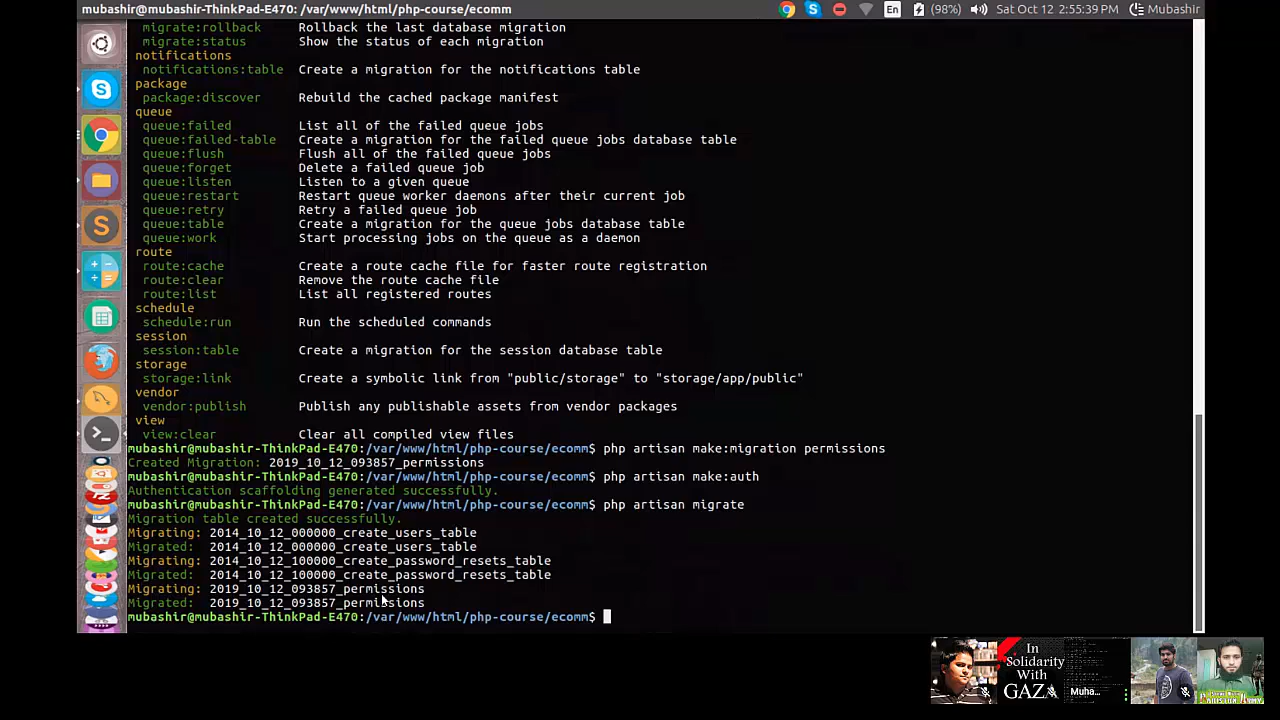 mubashir@mubashir-ThinkPad-E470: /var/www/html/php-course/ecomm
En (98%) Sat Oct 12 2:55:39 PM Mubashir
migrate:rollback Rollback the last database migration
migrate:status Show the status of each migration
notifications
notifications:table Create a migration for the notifications table
package
package:discover Rebuild the cached package manifest
queue
queue:failed List all of the failed queue jobs
queue:failed-table Create a migration for the failed queue jobs database table
queue:flush Flush all of the failed queue jobs
queue:forget Delete a failed queue job
queue:listen Listen to a given queue
queue:restart Restart queue worker daemons after their current job
queue:retry Retry a failed queue job
queue:table Create a migration for the queue jobs database table
queue:work Start processing jobs on the queue as a daemon
route
route:cache Create a route cache file for faster route registration
route:clear Remove the route cache file
route:list List all registered routes
schedule
schedule:run Run the scheduled commands
session
session:table Create a migration for the session database table
storage
storage:link Create a symbolic link from "public/storage" to "storage/app/public"
vendor
vendor:publish Publish any publishable assets from vendor packages
view
view:clear Clear all compiled view files
mubashir@mubashir-ThinkPad-E470:/var/www/html/php-course/ecomm$ php artisan make:migration permissions
Created Migration: 2019_10_12_093857_permissions
mubashir@mubashir-ThinkPad-E470:/var/www/html/php-course/ecomm$ php artisan make:auth
Authentication scaffolding generated successfully.
mubashir@mubashir-ThinkPad-E470:/var/www/html/php-course/ecomm$ php artisan migrate
Migration table created successfully.
Migrating: 2014_10_12_000000_create_users_table
Migrated: 2014_10_12_000000_create_users_table
Migrating: 2014_10_12_100000_create_password_resets_table
Migrated: 2014_10_12_100000_create_password_resets_table
Migrating: 2019_10_12_093857_permissions
Migrated: 2019_10_12_093857_permissions
mubashir@mubashir-ThinkPad-E470:/var/www/html/php-course/ecomm$
In
Solidarity
With
GAZA
Muha...